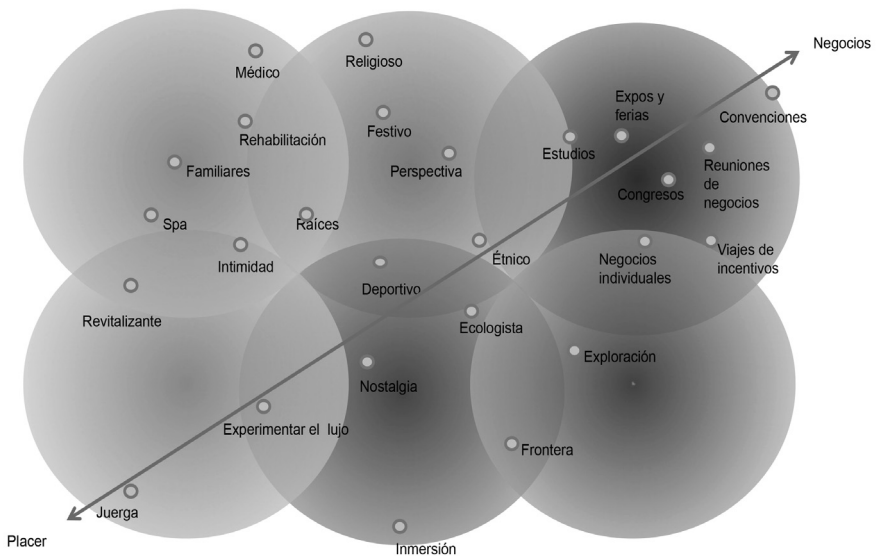 Negocios
Religioso
Médico
Expos y
ferias
Convenciones
Festivo
Rehabilitación
Estudios
Perspectiva
Reuniones
de
negocios
Familiares
Congresos
Spa
Raíces
Étnico
Viajes de
incentivos
Negocios
individuales
Intimidad
Deportivo
Revitalizante
Ecologista
Exploración
Nostalgia
Experimentar el lujo
Frontera
Juerga
Placer
Inmersión